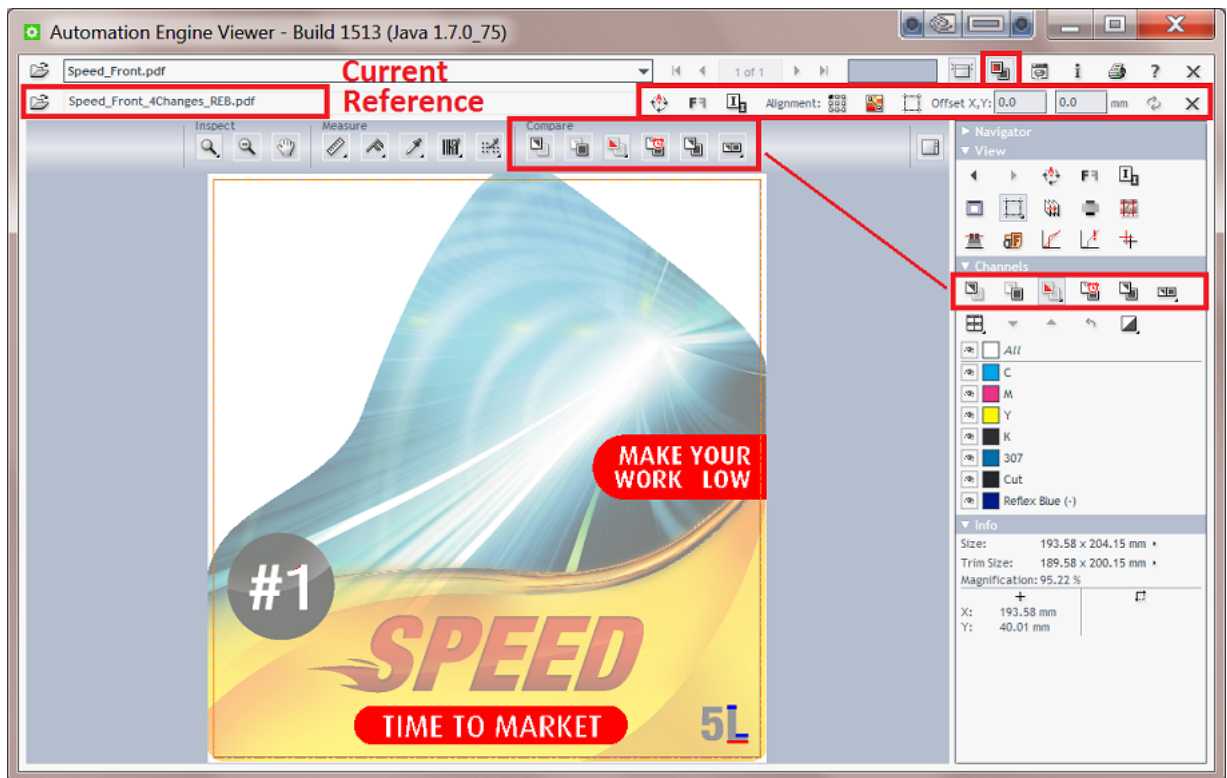 Automation Engine Viewer - Build 1513 (Java 1.7.0_75)
Speed_Front.pdf
Current
1 of 1
i
?
X
Speed_Front_4Changes_REB.pdf
Reference
Alignment:
Offset X,Y: 0.0 0.0 mm
Inspect Measure Compare
Navigator
View
Channels
All
C
M
Y
K
307
Cut
Reflex Blue (-)
Info
Size: 193.58 x 204.15 mm
Trim Size: 189.58 x 200.15 mm
Magnification: 95.22 %
X: 193.58 mm
Y: 40.01 mm
MAKE YOUR
WORK LOW
#1
SPEED
TIME TO MARKET
5L